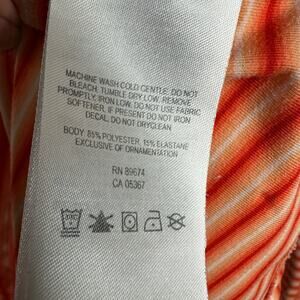 MACHINE WASH COLD GENTLE. DO NOT
BLEACH. TUMBLE DRY LOW. REMOVE
PROMPTLY. IRON LOW. DO NOT USE FABRIC
SOFTENER. IF PRESENT DO NOT IRON
DECAL. DO NOT DRYCLEAN.
BODY: 85% POLYESTER, 15% ELASTANE
EXCLUSIVE OF ORNAMENTATION
RN 89674
CA 05367